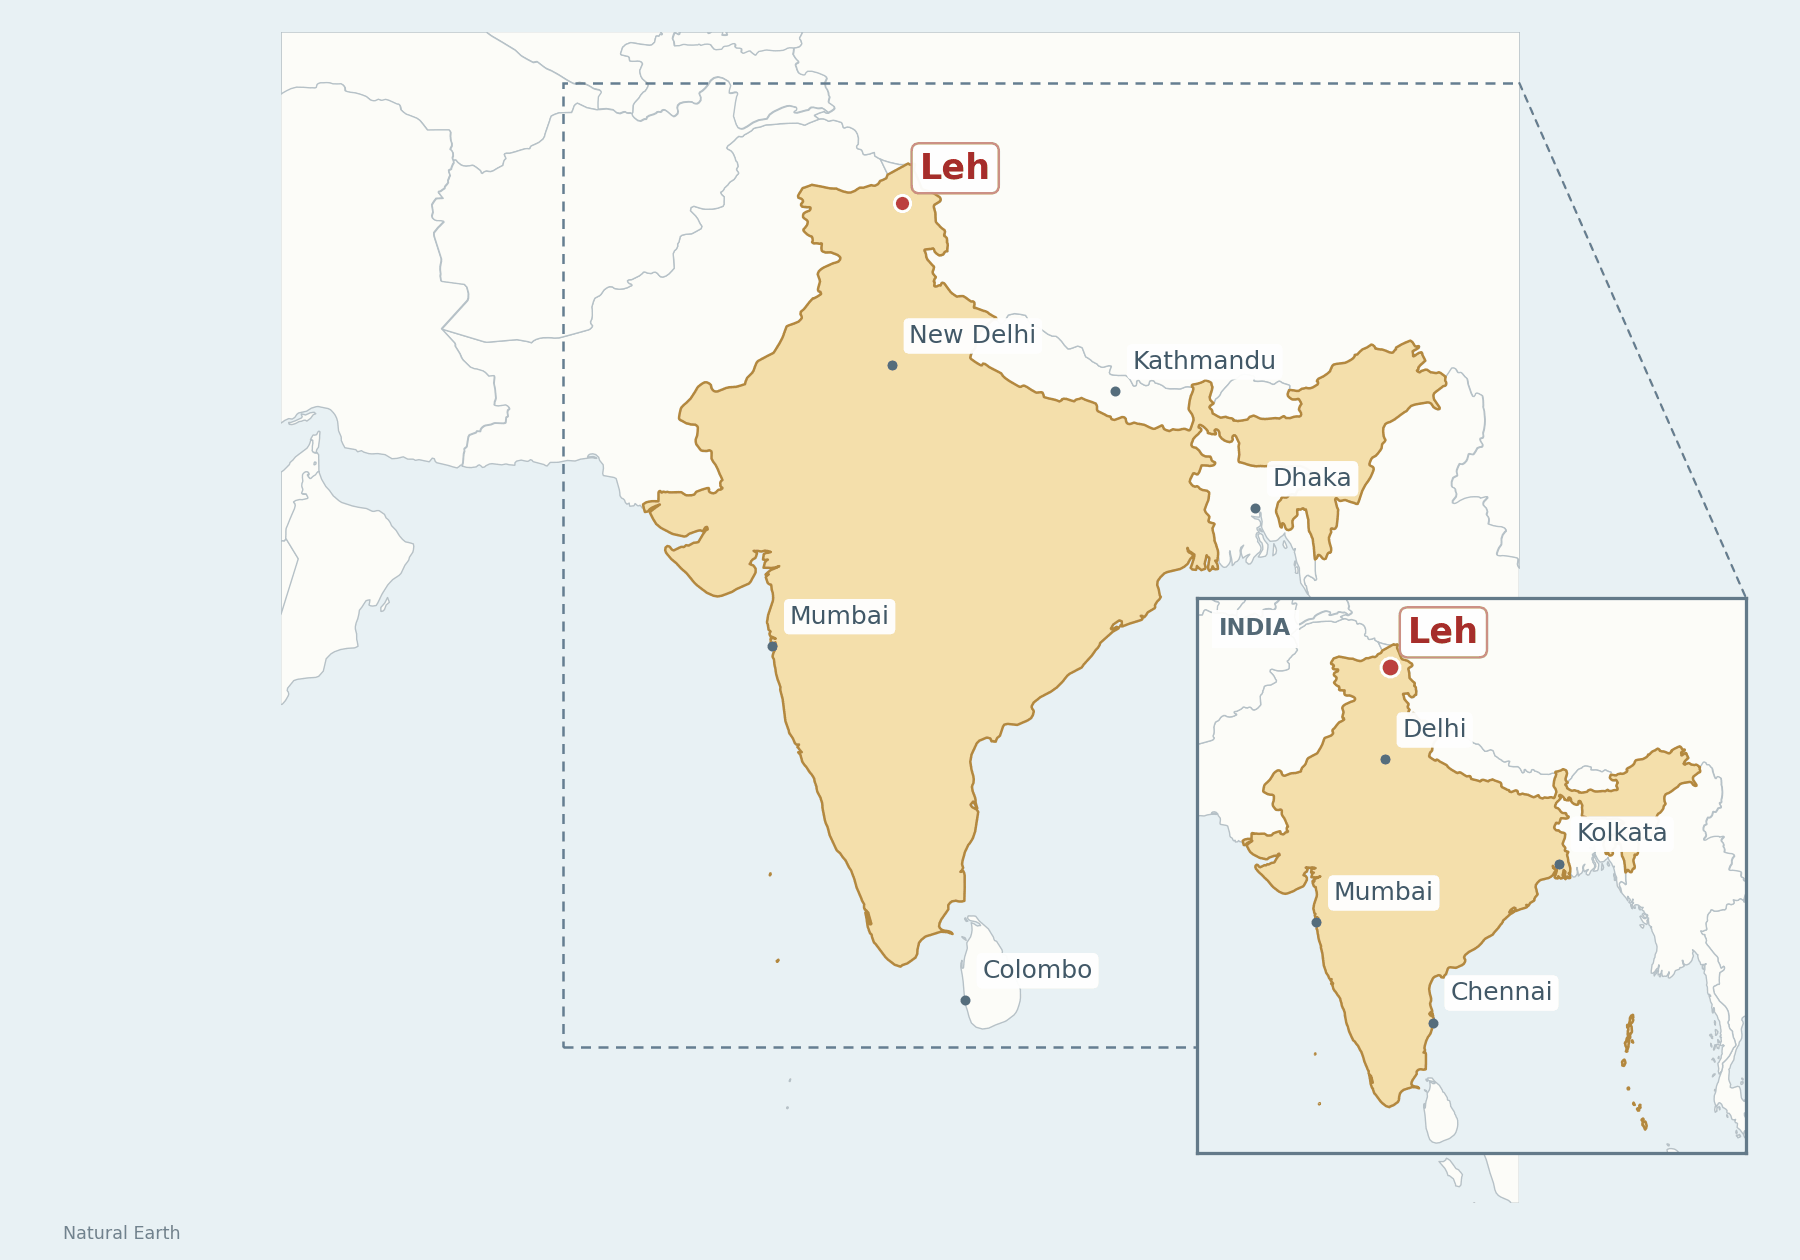 Leh
New Delhi
Kathmandu
Dhaka
Mumbai
Colombo
INDIA
Leh
Delhi
Kolkata
Mumbai
Chennai
Natural Earth